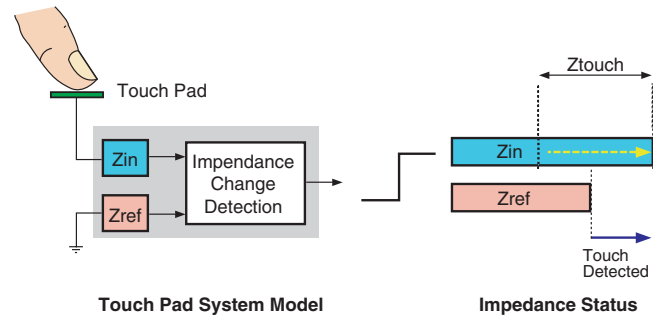 Touch Pad
Zin
Zref
Impendance
Change
Detection
Ztouch
Zin
Zref
Touch
Detected
Touch Pad System Model
Impedance Status